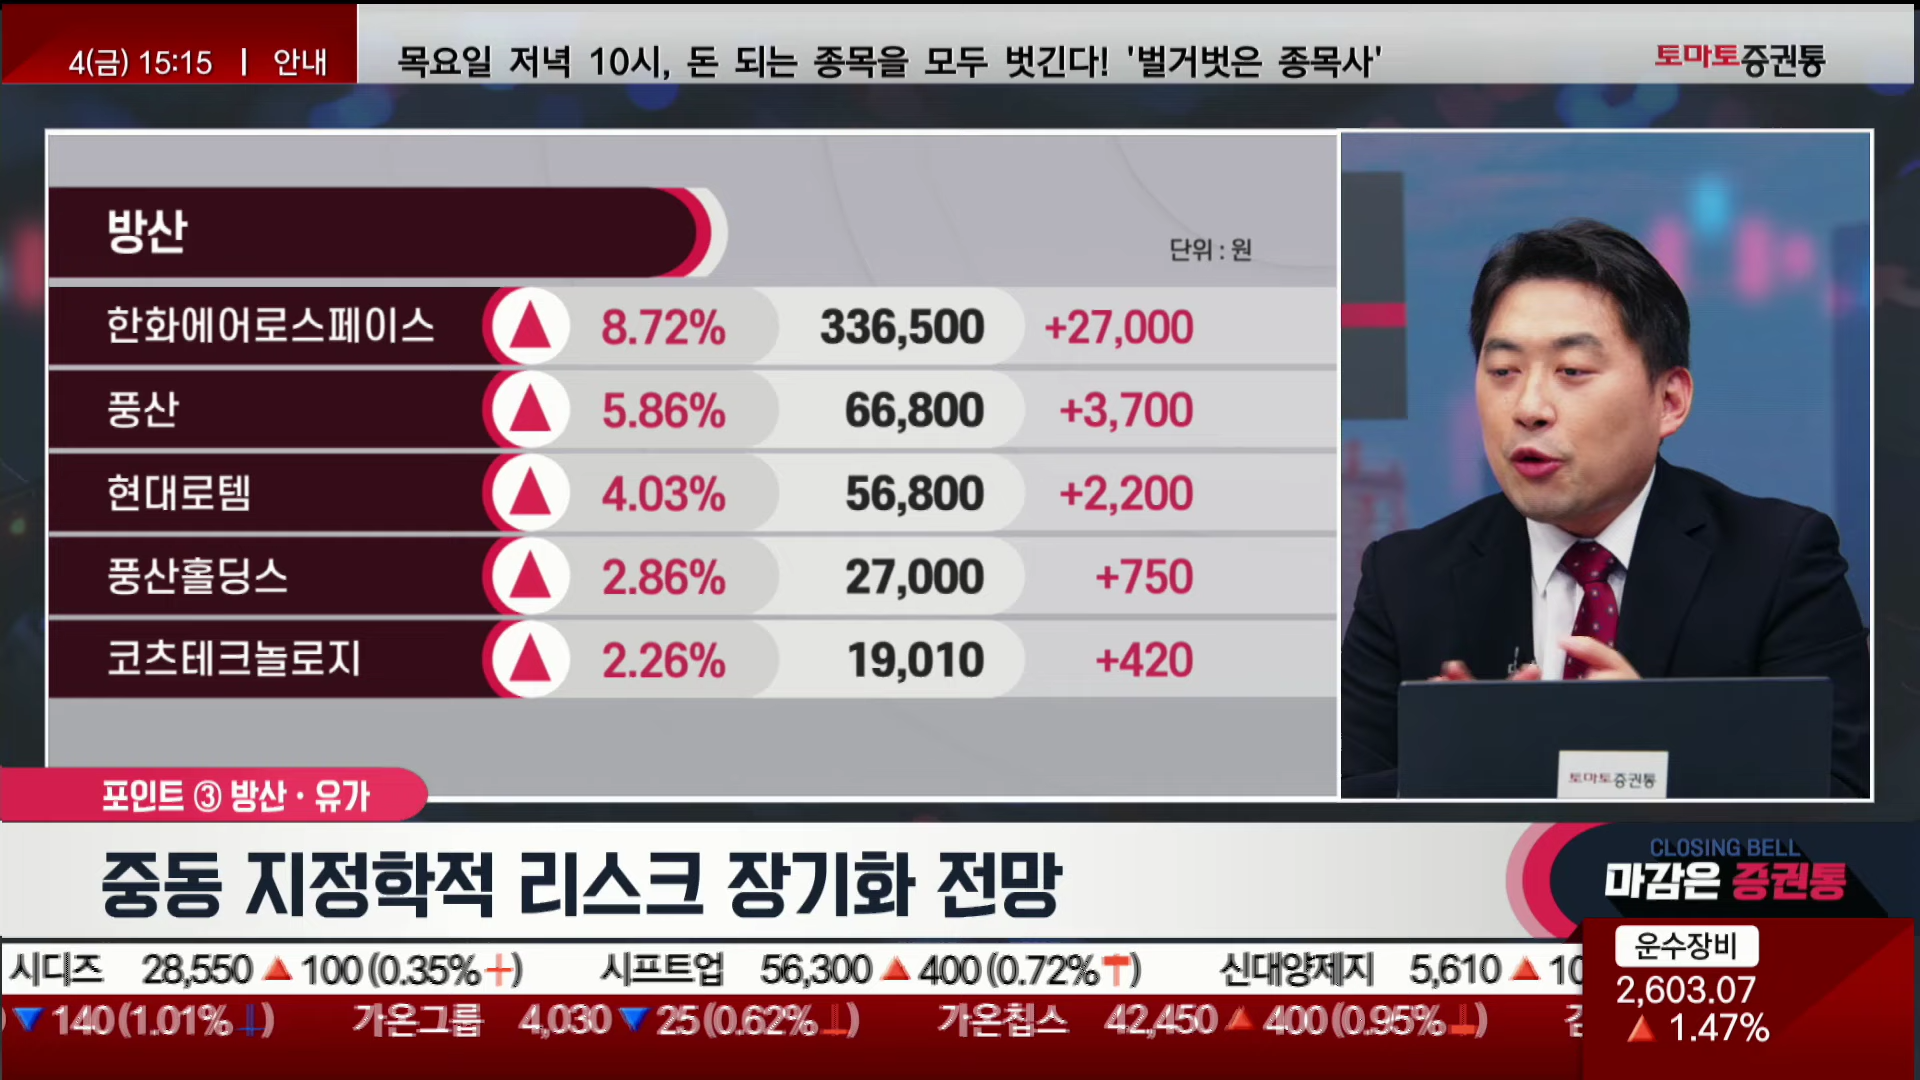 4(금) 15:15 | 안내
목요일 저녁 10시, 돈 되는 종목을 모두 벗긴다! '벌거벗은 종목사'
토마토증권통
방산
단위 : 원
한화에어로스페이스 ▲ 8.72% 336,500 +27,000
풍산 ▲ 5.86% 66,800 +3,700
현대로템 ▲ 4.03% 56,800 +2,200
풍산홀딩스 ▲ 2.86% 27,000 +750
코츠테크놀로지 ▲ 2.26% 19,010 +420
토마토증권통
포인트 ③ 방산 · 유가
중동 지정학적 리스크 장기화 전망
CLOSING BELL
마감은 증권통
시디즈 28,550 ▲ 100 (0.35%) 시프트업 56,300 ▲ 400 (0.72%) 신대양제지 5,610 ▲ 10
▼ 140 (1.01%) 가온그룹 4,030 ▼ 25 (0.62%) 가온칩스 42,450 ▲ 400 (0.95%)
운수장비
2,603.07
▲ 1.47%